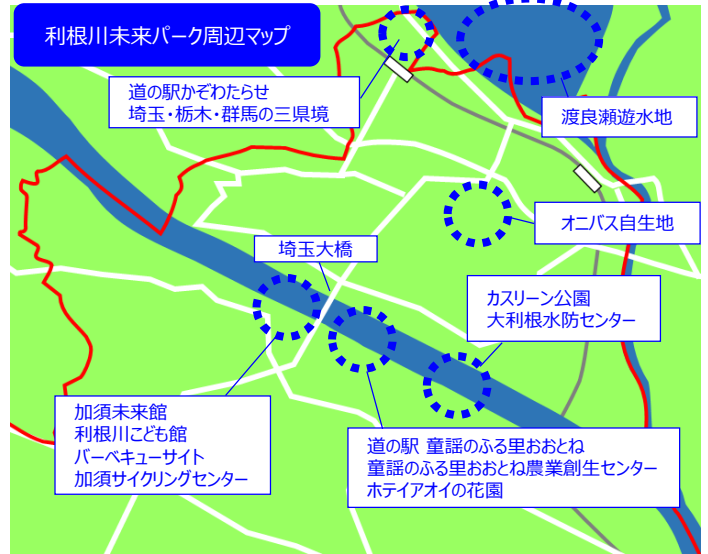 利根川未来パーク周辺マップ
道の駅かぞわたらせ
埼玉・栃木・群馬の三県境
渡良瀬遊水地
オニバス自生地
埼玉大橋
カスリーン公園
大利根水防センター
加須未来館
利根川こども館
バーベキューサイト
加須サイクリングセンター
道の駅 童謡のふる里おおとね
童謡のふる里おおとね農業創生センター
ホテイアオイの花園